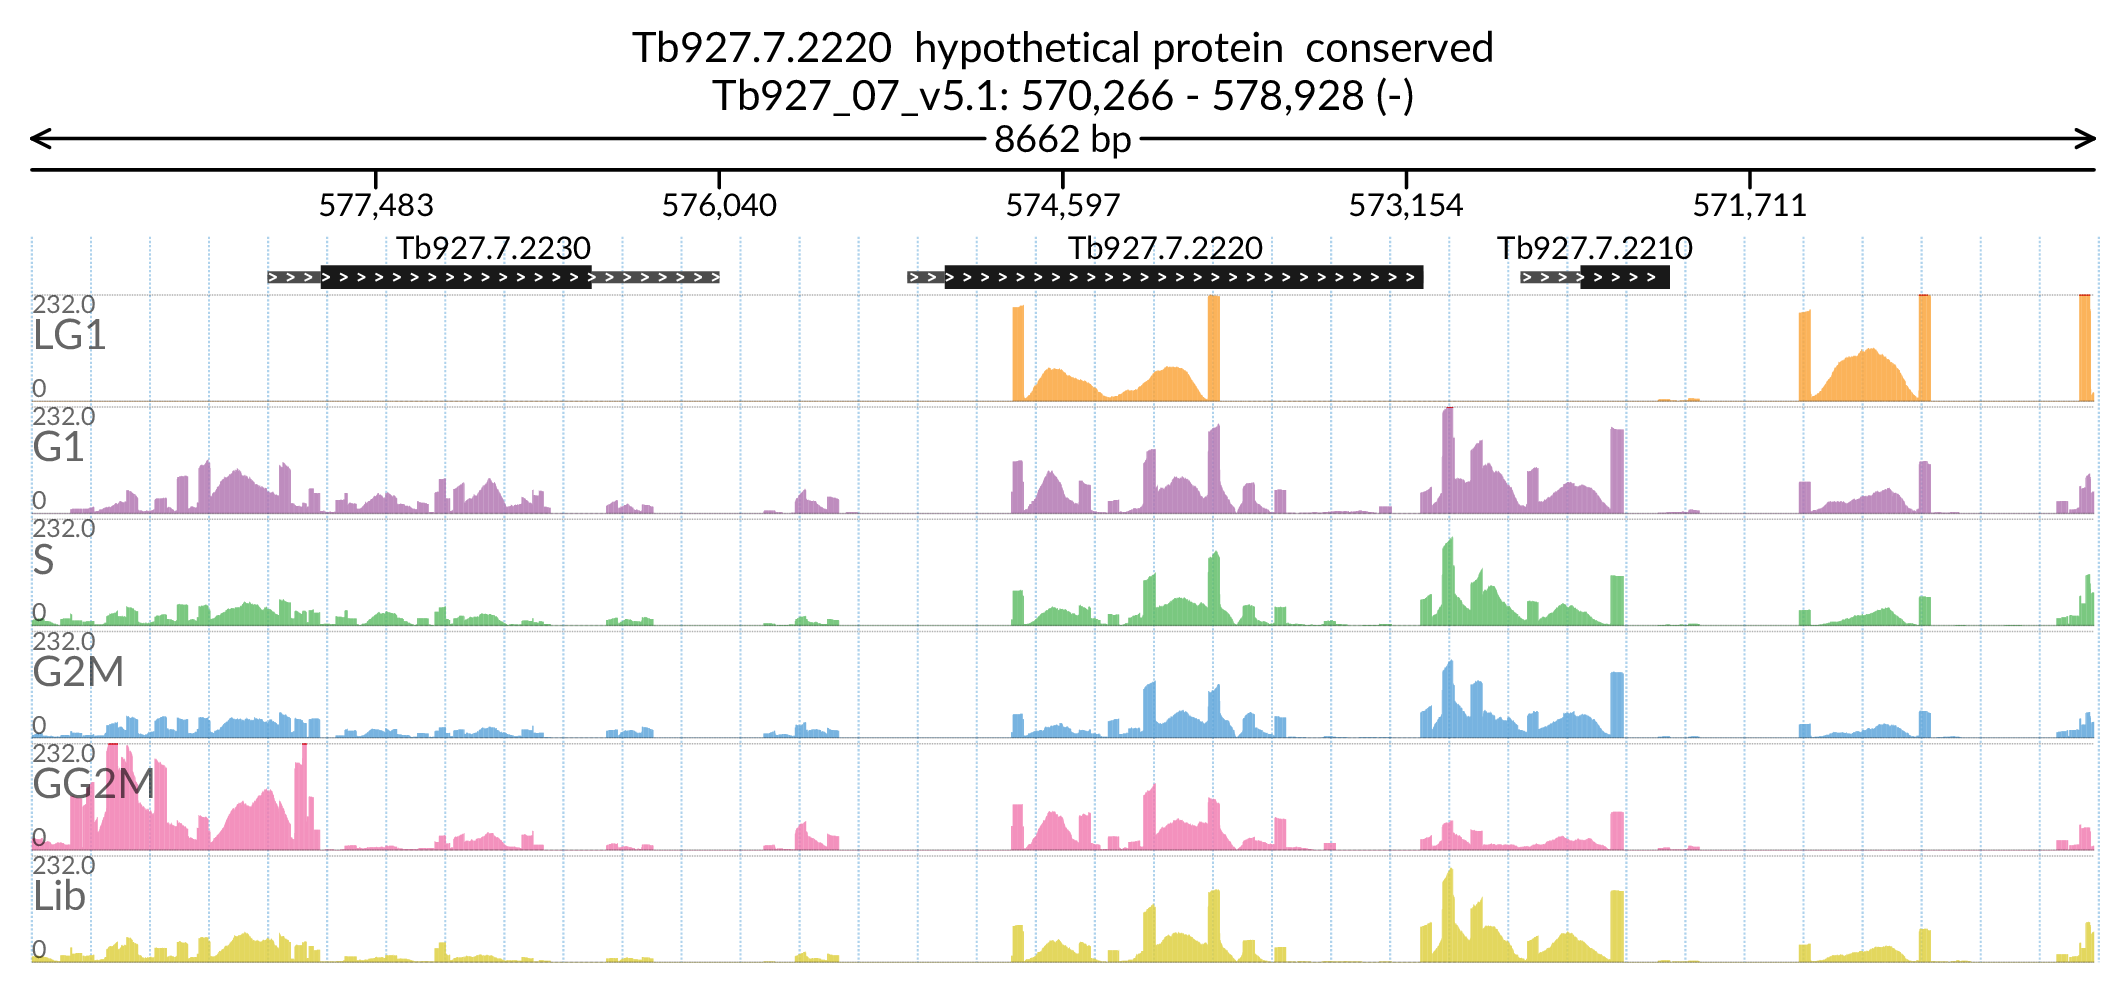 Tb927.7.2220  hypothetical protein  conserved
Tb927_07_v5.1: 570,266 - 578,928 (-)
8662 bp
577,483 576,040 574,597 573,154 571,711
Tb927.7.2230 Tb927.7.2220 Tb927.7.2210
232.0
LG1
0
232.0
G1
0
232.0
S
0
232.0
G2M
0
232.0
GG2M
0
232.0
Lib
0